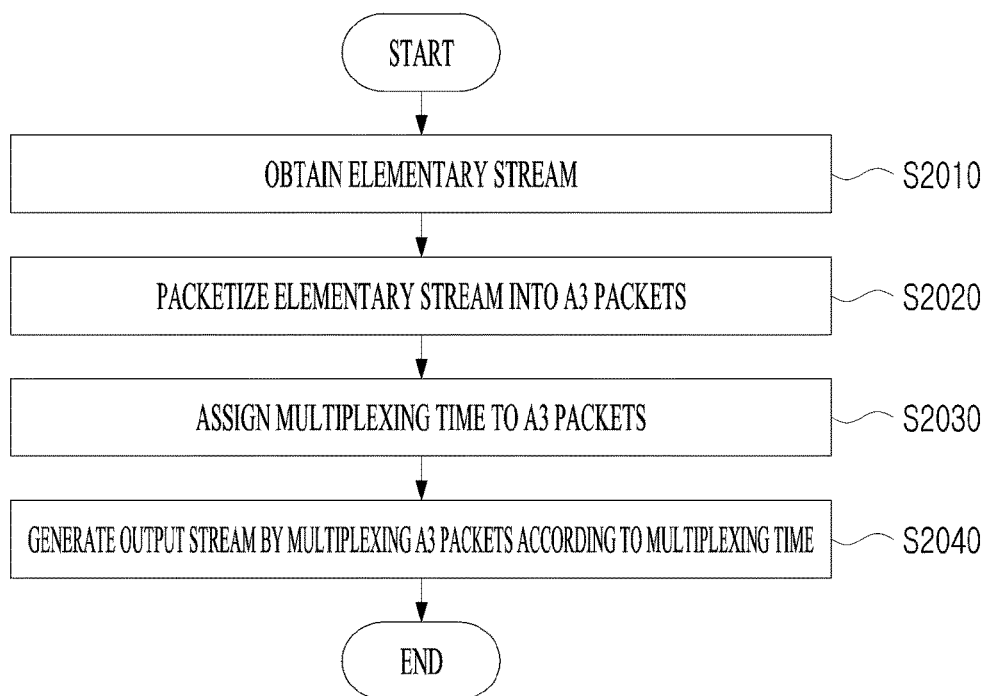 START
OBTAIN ELEMENTARY STREAM
S2010
PACKETIZE ELEMENTARY STREAM INTO A3 PACKETS
S2020
ASSIGN MULTIPLEXING TIME TO A3 PACKETS
S2030
GENERATE OUTPUT STREAM BY MULTIPLEXING A3 PACKETS ACCORDING TO MULTIPLEXING TIME
S2040
END